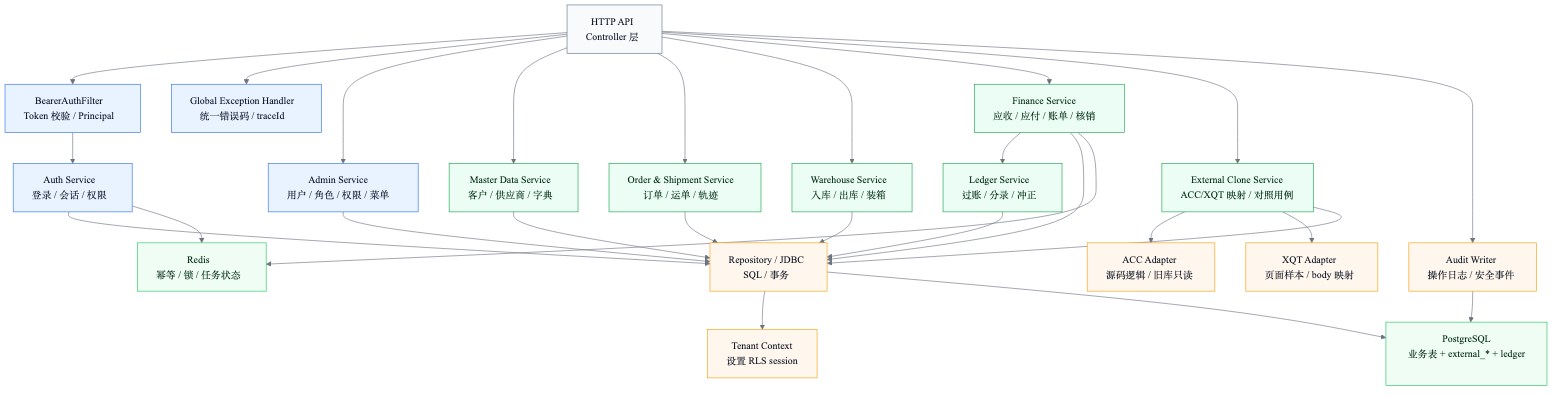 HTTP API
Controller 层
BearerAuthFilter
Token 校验 / Principal
Global Exception Handler
统一错误码 / traceId
Finance Service
应收 / 应付 / 账单 / 核销
Auth Service
登录 / 会话 / 权限
Admin Service
用户 / 角色 / 权限 / 菜单
Master Data Service
客户 / 供应商 / 字典
Order & Shipment Service
订单 / 运单 / 轨迹
Warehouse Service
入库 / 出库 / 装箱
Ledger Service
过账 / 分录 / 冲正
External Clone Service
ACC/XQT 映射 / 对照用例
Redis
幂等 / 锁 / 任务状态
Repository / JDBC
SQL / 事务
ACC Adapter
源码逻辑 / 旧库只读
XQT Adapter
页面样本 / body 映射
Audit Writer
操作日志 / 安全事件
Tenant Context
设置 RLS session
PostgreSQL
业务表 + external_* + ledger